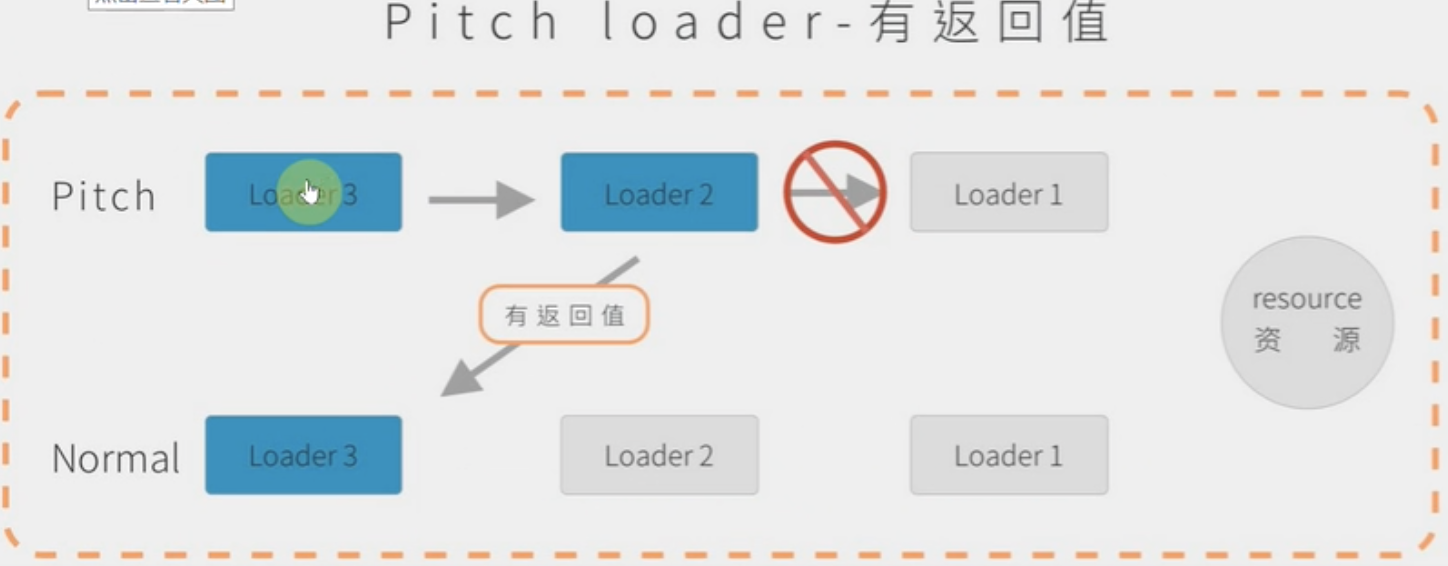 Pitch loader-有返回值
Pitch
Loader 3
Loader 2
Loader 1
有返回值
resource
资 源
Normal
Loader 3
Loader 2
Loader 1